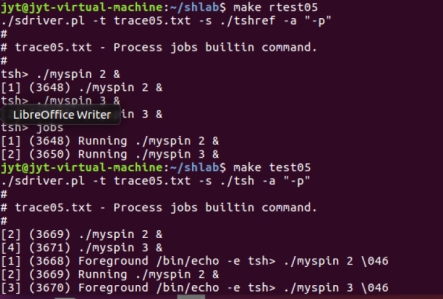 jyt@jyt-virtual-machine:~/shlab$ make rtest05
./sdriver.pl -t trace05.txt -s ./tshref -a "-p"
#
# trace05.txt - Process jobs builtin command.
#
tsh> ./myspin 2 &
[1] (3648) ./myspin 2 &
tsh> ./myspin 3 &
LibreOffice Writer in 3 &
tsh> jobs
[1] (3648) Running ./myspin 2 &
[2] (3650) Running ./myspin 3 &
jyt@jyt-virtual-machine:~/shlab$ make test05
./sdriver.pl -t trace05.txt -s ./tsh -a "-p"
#
# trace05.txt - Process jobs builtin command.
#
[2] (3669) ./myspin 2 &
[4] (3671) ./myspin 3 &
[1] (3668) Foreground /bin/echo -e tsh> ./myspin 2 \046
[2] (3669) Running ./myspin 2 &
[3] (3670) Foreground /bin/echo -e tsh> ./myspin 3 \046